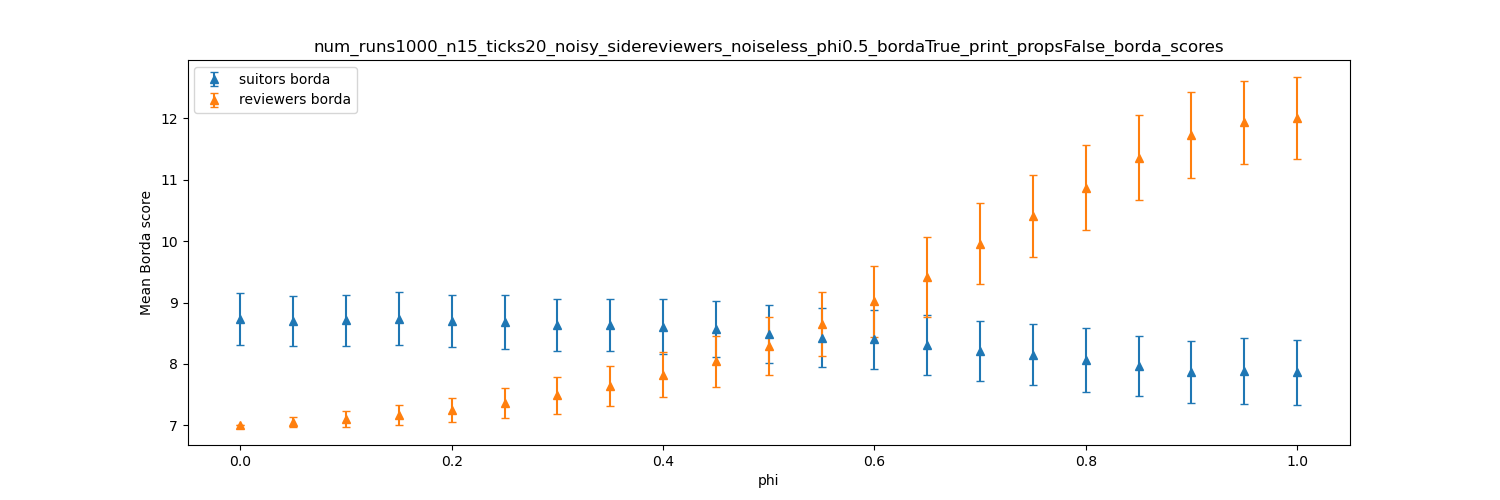 num_runs1000_n15_ticks20_noisy_sidereviewers_noiseless_phi0.5_bordaTrue_print_propsFalse_borda_scores
suitors borda
reviewers borda
Mean Borda score
12
11
10
9
8
7
0.0 0.2 0.4 0.6 0.8 1.0
phi